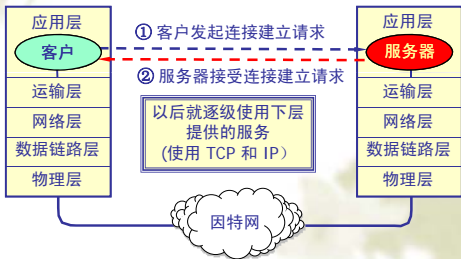 应用层
客户
运输层
网络层
数据链路层
物理层
① 客户发起连接建立请求
② 服务器接受连接建立请求
以后就逐级使用下层
提供的服务
(使用 TCP 和 IP）
因特网
应用层
服务器
运输层
网络层
数据链路层
物理层